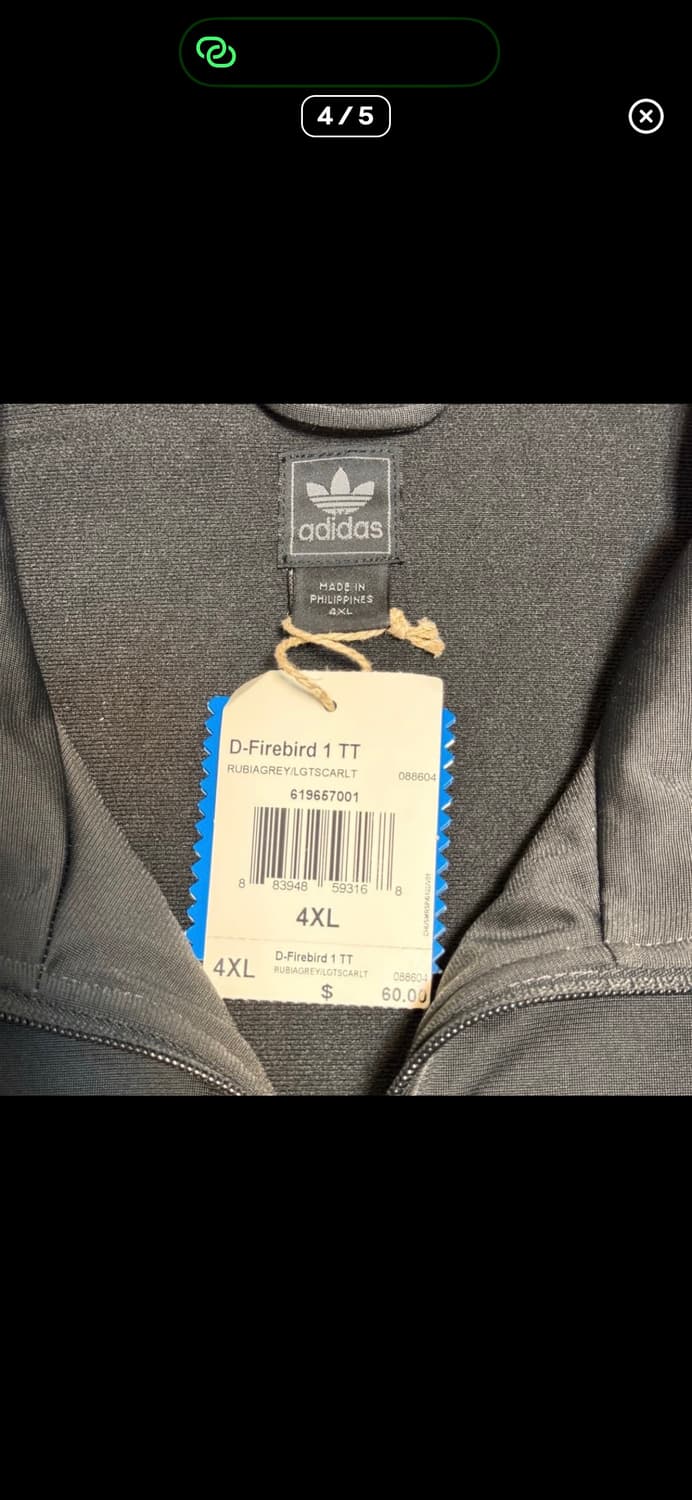 4/5
adidas
MADE IN
PHILIPPINES
4XL
D-Firebird 1 TT
RUBIAGREY/LGTSCARLT 088604
619657001
8 83948 59316 8
4XL
4XL D-Firebird 1 TT
RUBIAGREY/LGTSCARLT 088604
$ 60.00